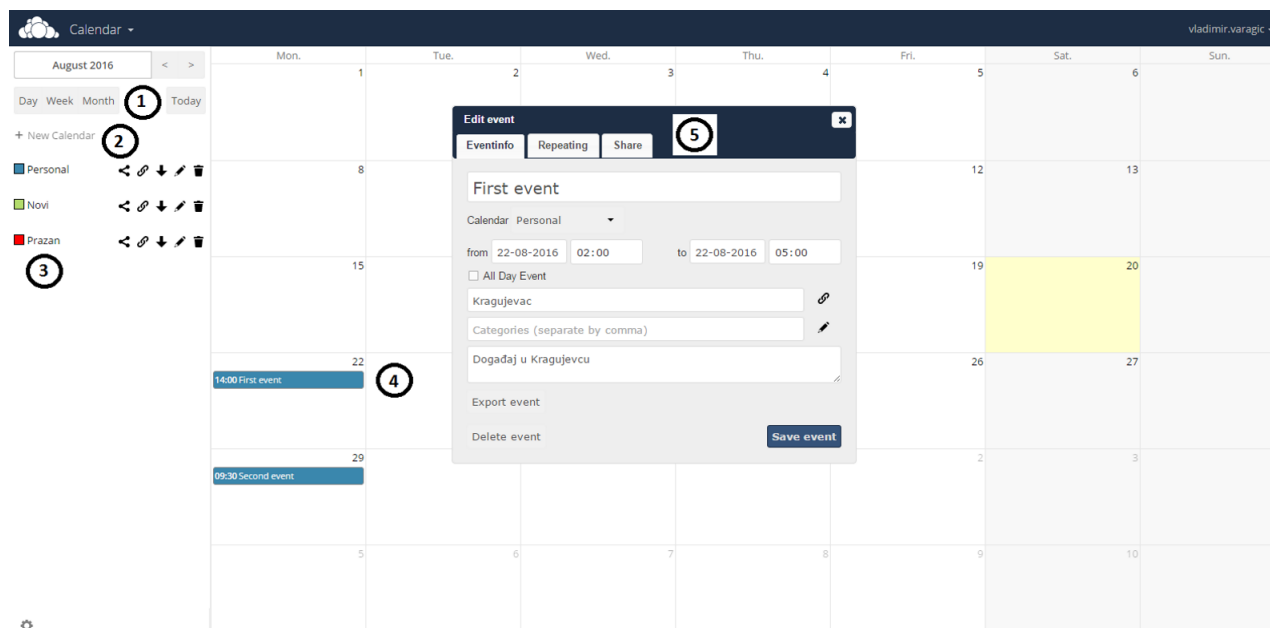 Calendar
vladimir.varagic
August 2016 < >
Day Week Month 1 Today
+ New Calendar 2
Personal
Novi
Prazan
3
Mon. Tue. Wed. Thu. Fri. Sat. Sun.
1 2 3 4 5 6
8 12 13
15 19 20
22 26 27
14:00 First event 4
29 2 3
09:30 Second event
5 6 7 8 9 10
Edit event 5
Eventinfo Repeating Share
First event
Calendar Personal
from 22-08-2016 02:00 to 22-08-2016 05:00
All Day Event
Kragujevac
Categories (separate by comma)
Događaj u Kragujevcu
Export event
Delete event Save event